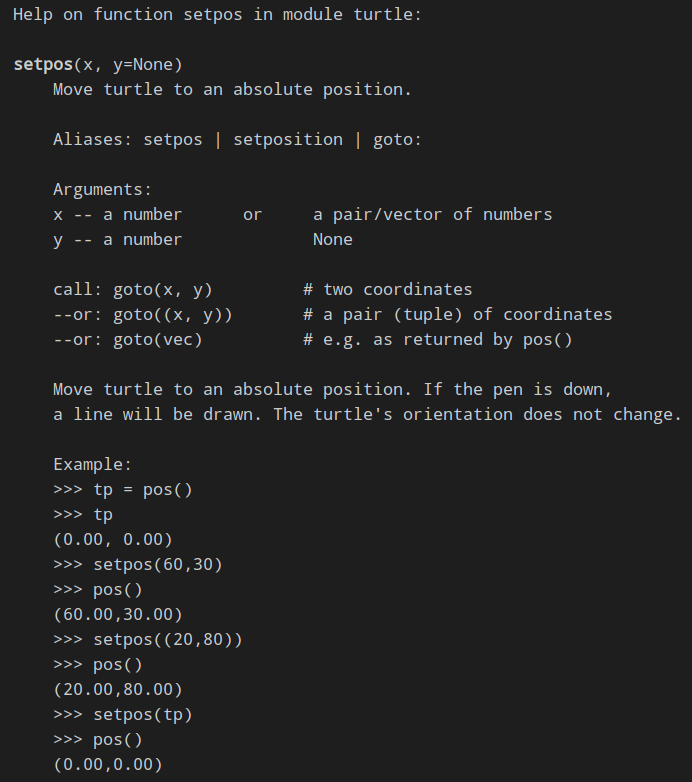 Help on function setpos in module turtle:

setpos(x, y=None)
    Move turtle to an absolute position.

    Aliases: setpos | setposition | goto:

    Arguments:
    x -- a number      or     a pair/vector of numbers
    y -- a number             None

    call: goto(x, y)         # two coordinates
    --or: goto((x, y))       # a pair (tuple) of coordinates
    --or: goto(vec)          # e.g. as returned by pos()

    Move turtle to an absolute position. If the pen is down,
    a line will be drawn. The turtle's orientation does not change.

    Example:
    >>> tp = pos()
    >>> tp
    (0.00, 0.00)
    >>> setpos(60,30)
    >>> pos()
    (60.00,30.00)
    >>> setpos((20,80))
    >>> pos()
    (20.00,80.00)
    >>> setpos(tp)
    >>> pos()
    (0.00,0.00)